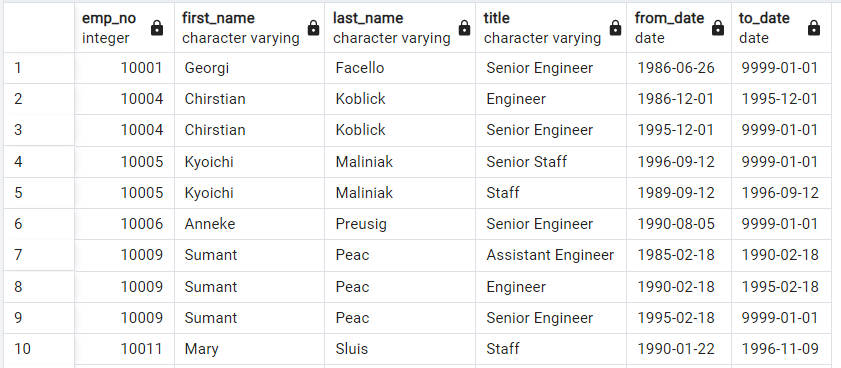 emp_no first_name last_name title from_date to_date
integer character varying character varying character varying date date
1 10001 Georgi Facello Senior Engineer 1986-06-26 9999-01-01
2 10004 Chirstian Koblick Engineer 1986-12-01 1995-12-01
3 10004 Chirstian Koblick Senior Engineer 1995-12-01 9999-01-01
4 10005 Kyoichi Maliniak Senior Staff 1996-09-12 9999-01-01
5 10005 Kyoichi Maliniak Staff 1989-09-12 1996-09-12
6 10006 Anneke Preusig Senior Engineer 1990-08-05 9999-01-01
7 10009 Sumant Peac Assistant Engineer 1985-02-18 1990-02-18
8 10009 Sumant Peac Engineer 1990-02-18 1995-02-18
9 10009 Sumant Peac Senior Engineer 1995-02-18 9999-01-01
10 10011 Mary Sluis Staff 1990-01-22 1996-11-09